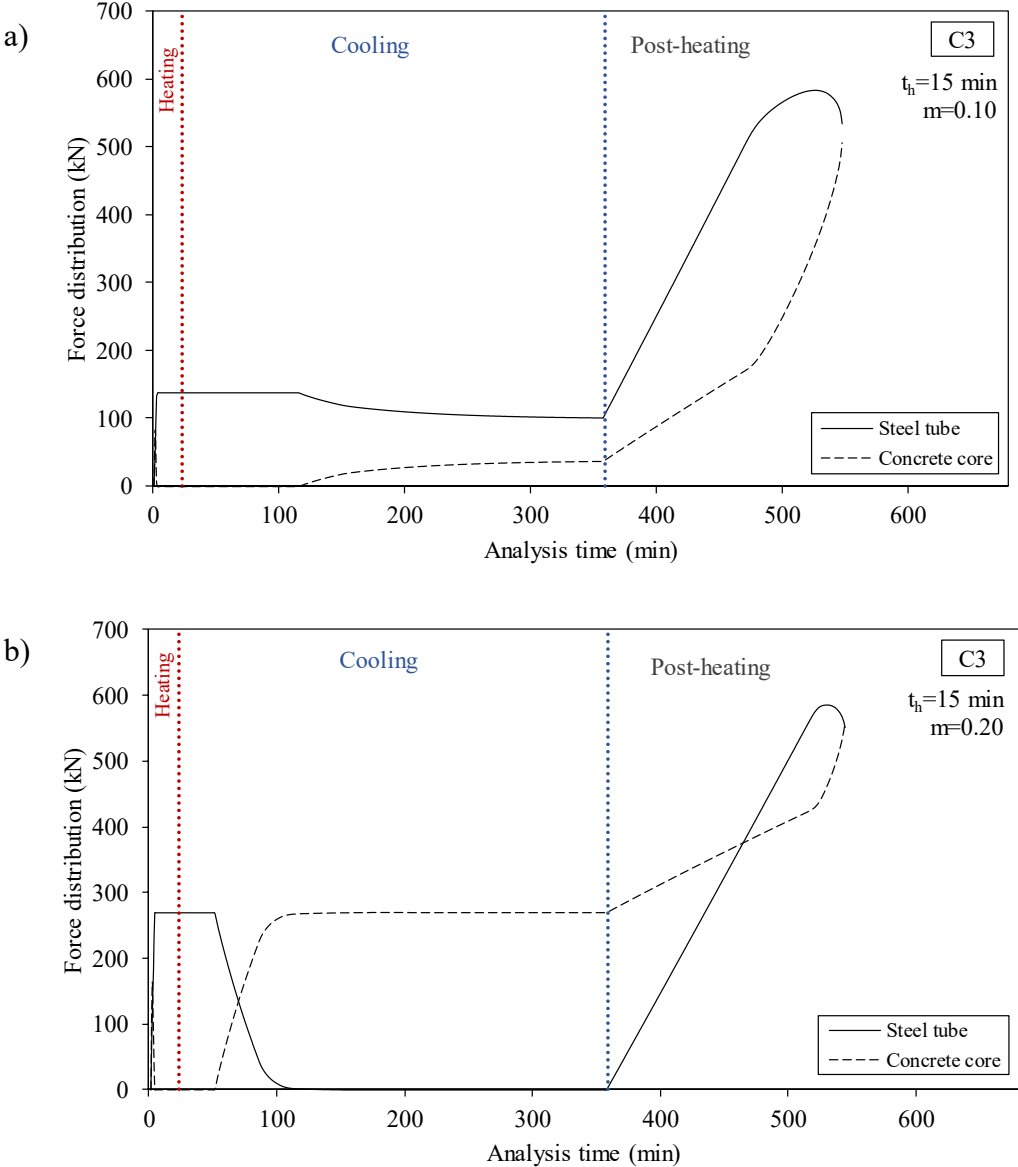 a)
700
600
500
400
300
200
100
0
Force distribution (kN)
Heating
Cooling
Post-heating
C3
tₕ=15 min
m=0.10
Steel tube
Concrete core
0 100 200 300 400 500 600
Analysis time (min)
b)
700
600
500
400
300
200
100
0
Force distribution (kN)
Heating
Cooling
Post-heating
C3
tₕ=15 min
m=0.20
Steel tube
Concrete core
0 100 200 300 400 500 600
Analysis time (min)